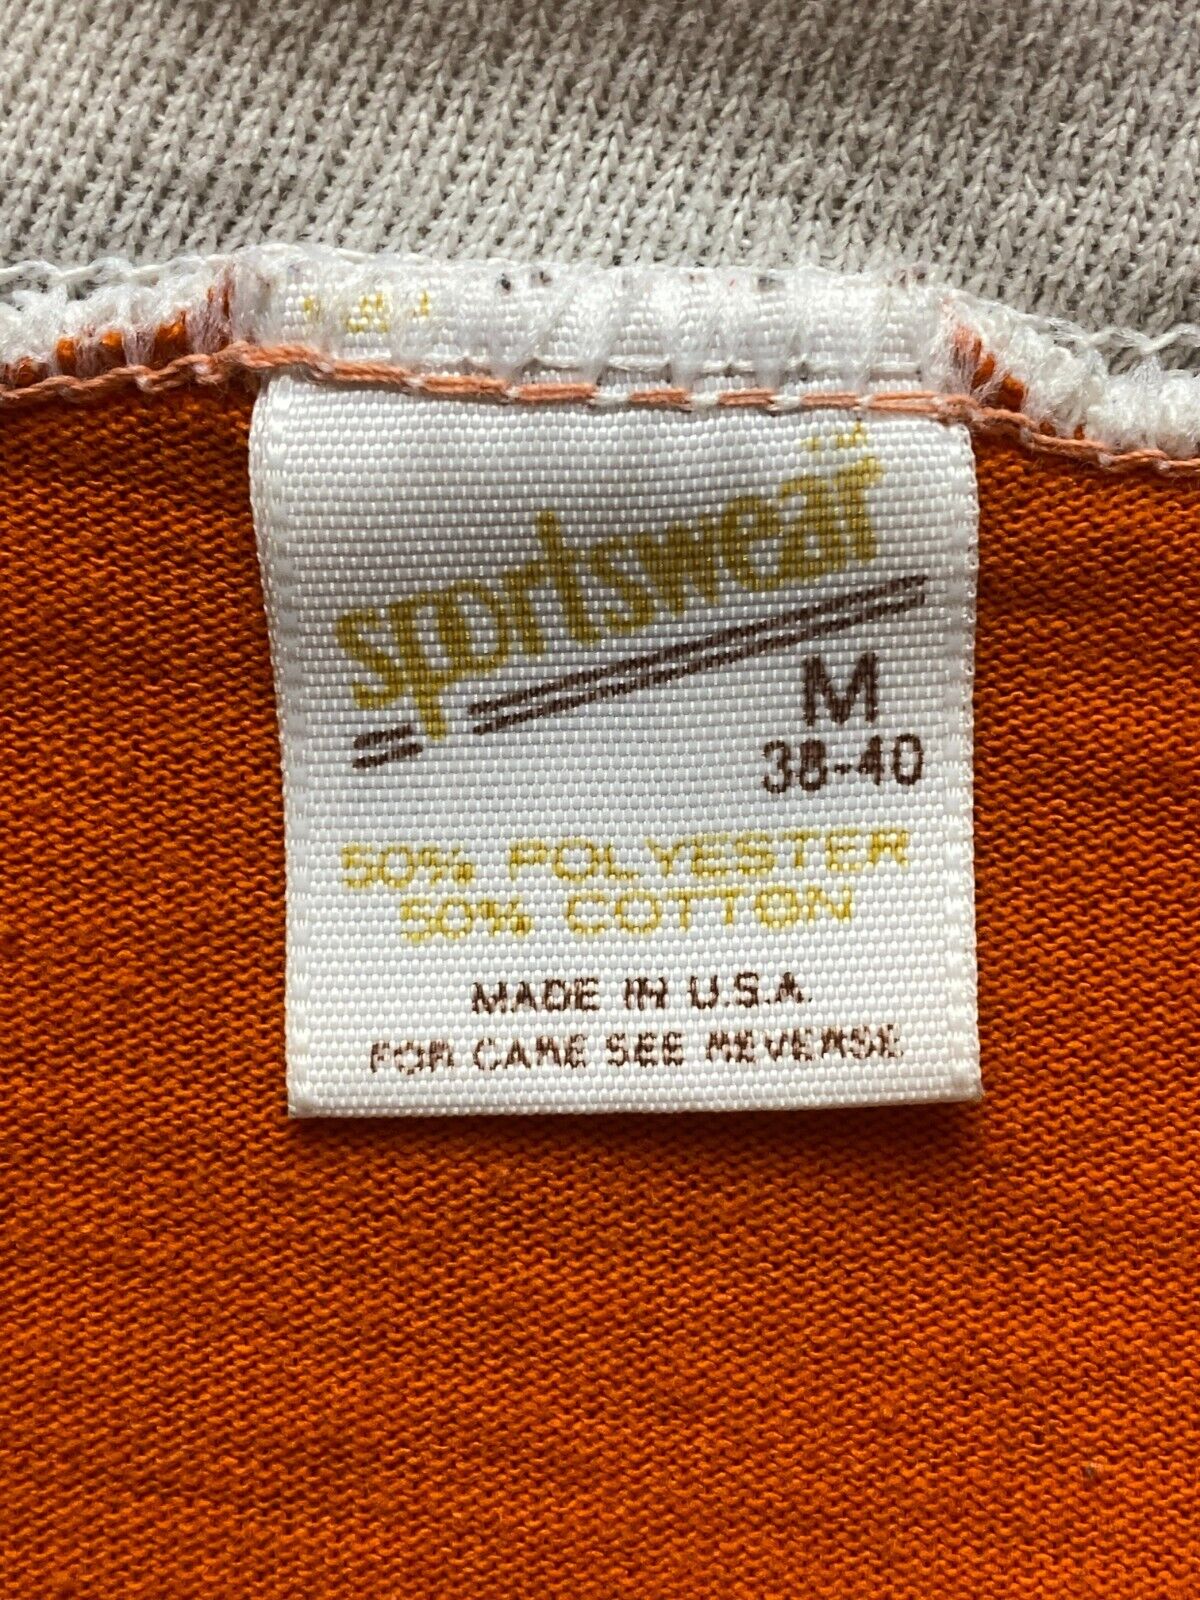 sportswear
M
38-40
50% POLYESTER
50% COTTON
MADE IN U.S.A.
FOR CARE SEE REVERSE